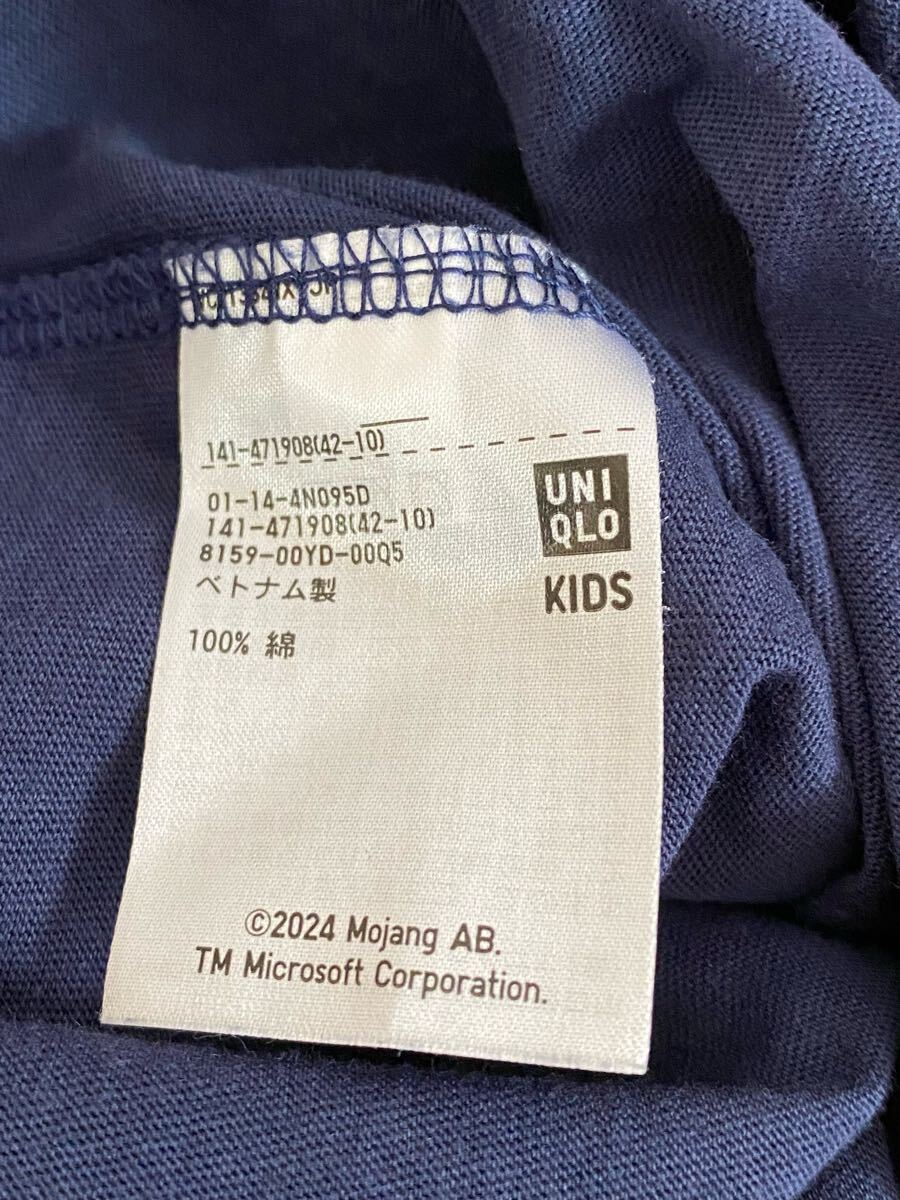 141-471908(42-10)
01-14-4N095D
141-471908(42-10)
8159-00YD-00Q5
ベトナム製
100% 綿
UNI
QLO
KIDS
©2024 Mojang AB.
TM Microsoft Corporation.